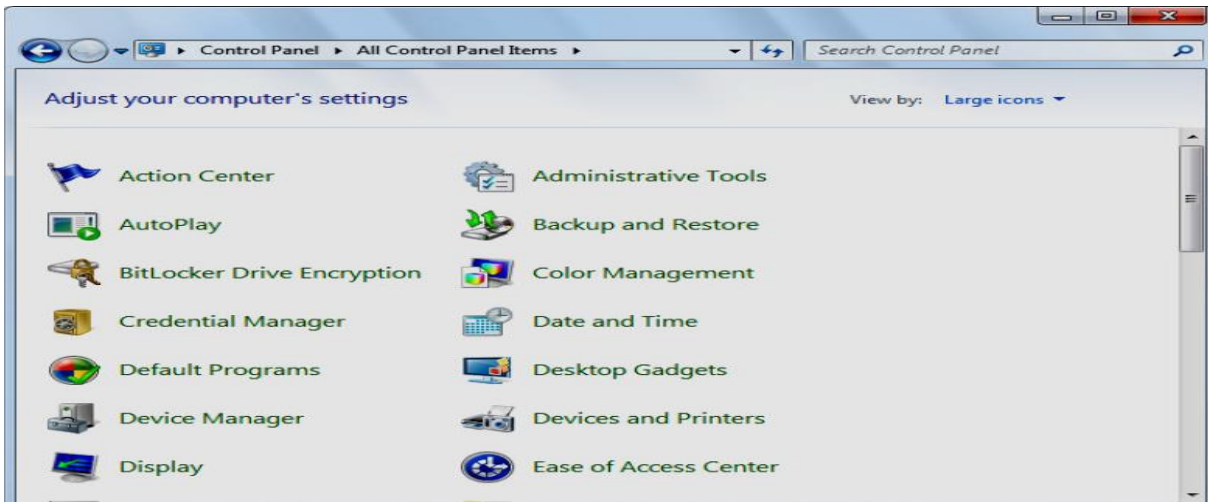 Control Panel All Control Panel Items Search Control Panel
Adjust your computer's settings View by: Large icons
Action Center Administrative Tools
AutoPlay Backup and Restore
BitLocker Drive Encryption Color Management
Credential Manager Date and Time
Default Programs Desktop Gadgets
Device Manager Devices and Printers
Display Ease of Access Center